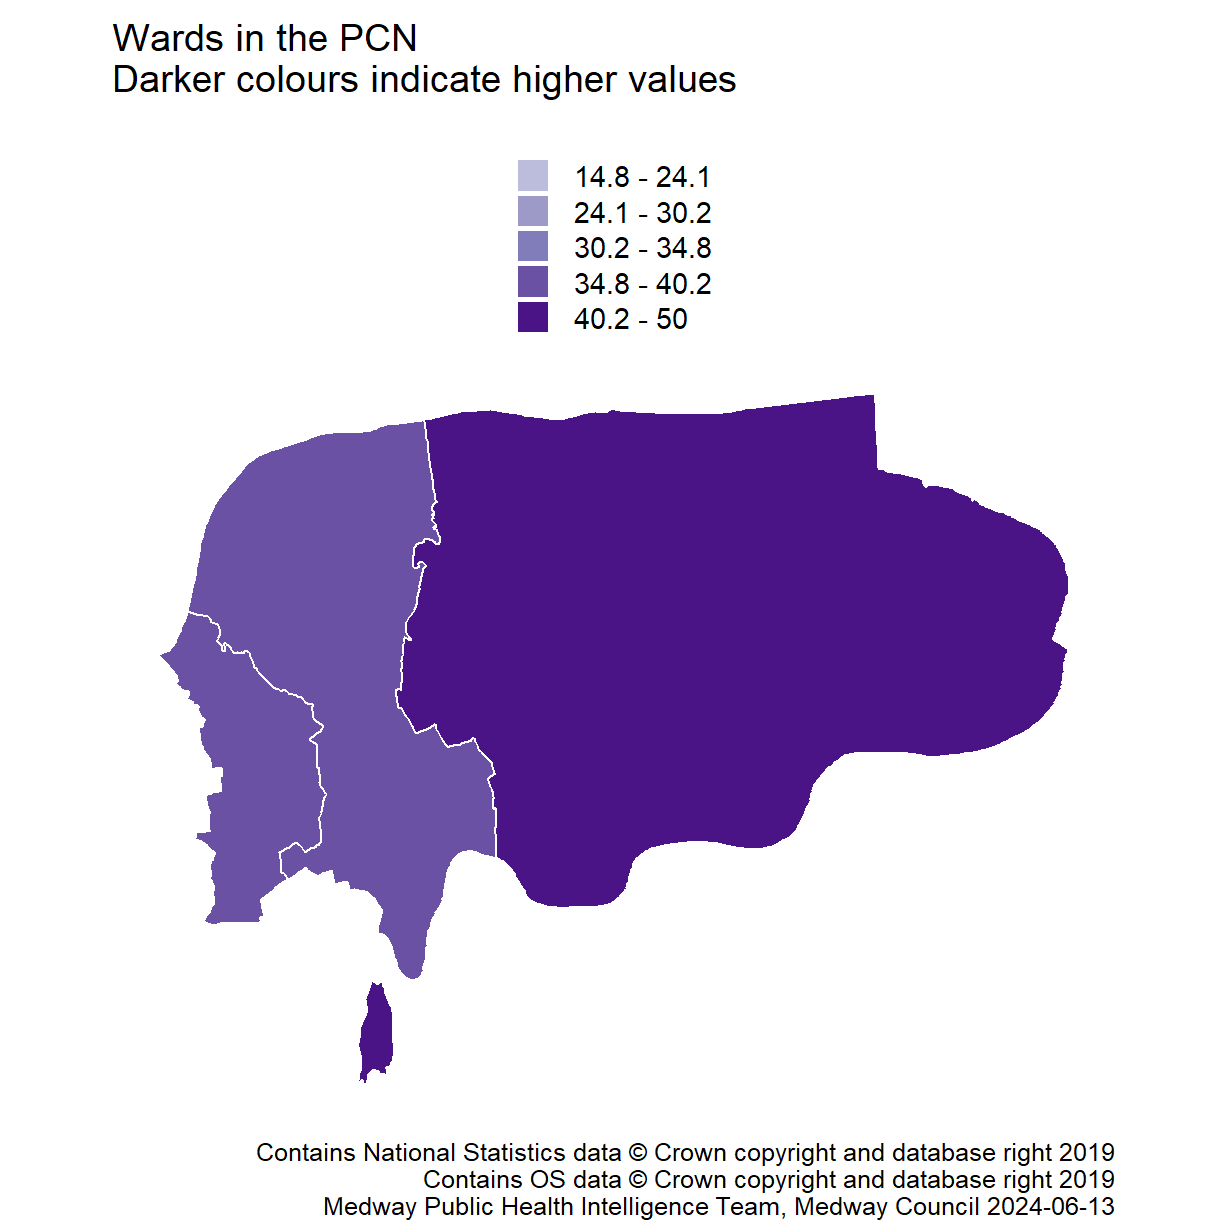 Wards in the PCN
Darker colours indicate higher values
14.8 - 24.1
24.1 - 30.2
30.2 - 34.8
34.8 - 40.2
40.2 - 50
Contains National Statistics data © Crown copyright and database right 2019
Contains OS data © Crown copyright and database right 2019
Medway Public Health Intelligence Team, Medway Council 2024-06-13